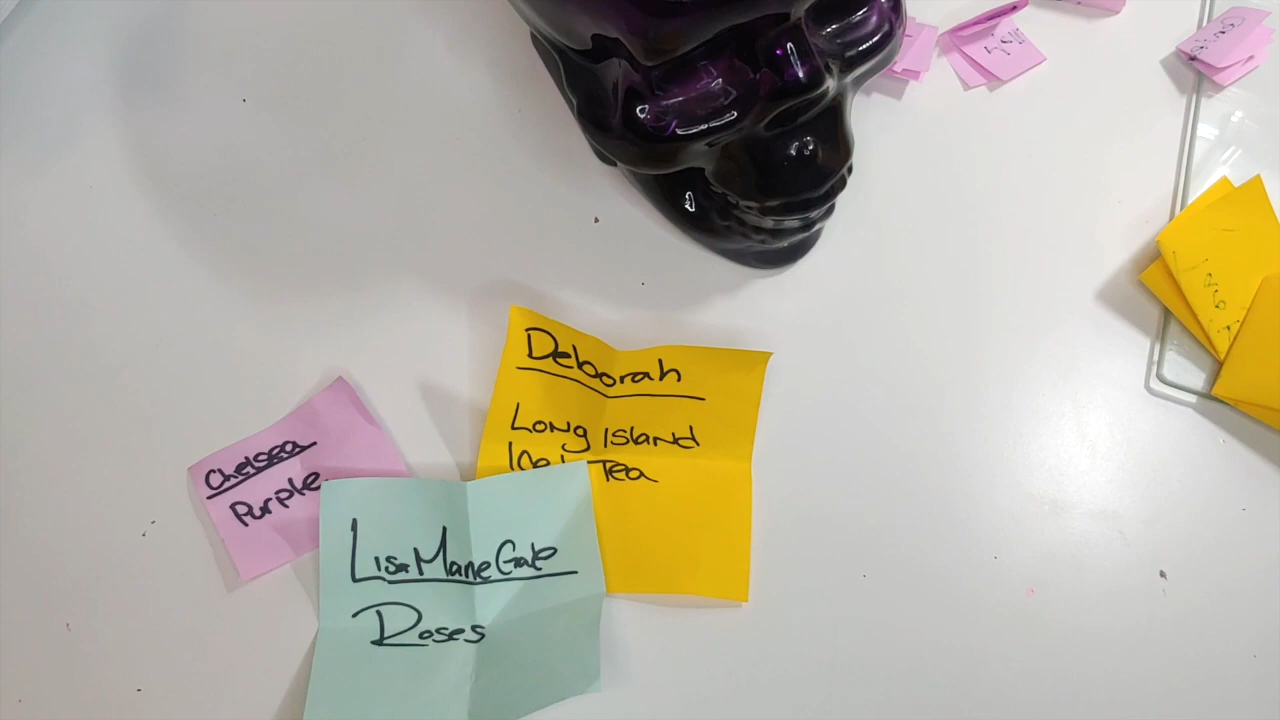 Deborah
Long Island
Tea
Chelsea
Purple
LisaMarieGale
Roses